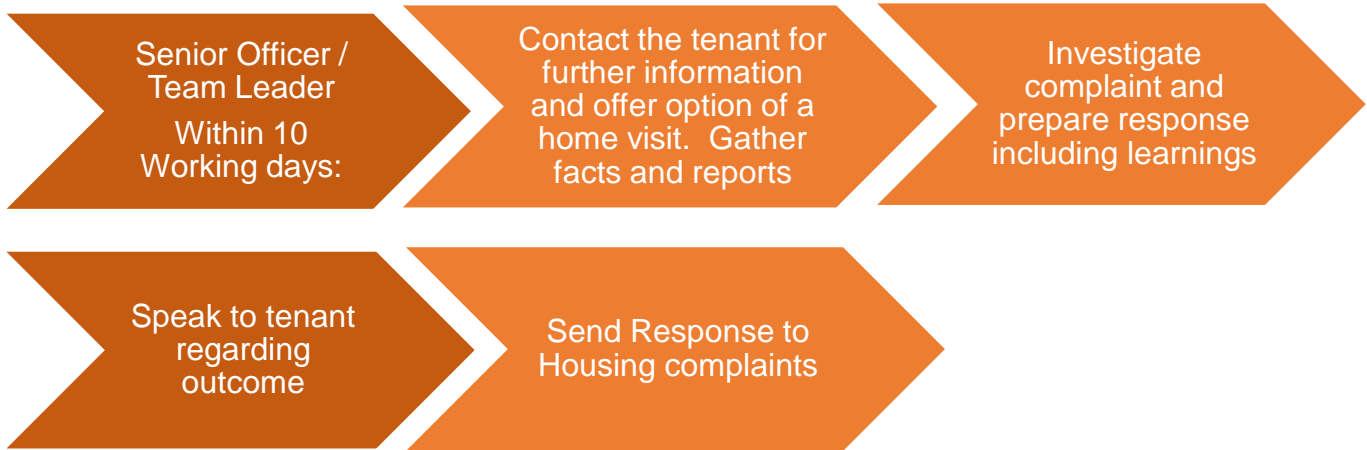 Senior Officer /
Team Leader
Within 10
Working days:
Contact the tenant for
further information
and offer option of a
home visit.  Gather
facts and reports
Investigate
complaint and
prepare response
including learnings
Speak to tenant
regarding
outcome
Send Response to
Housing complaints